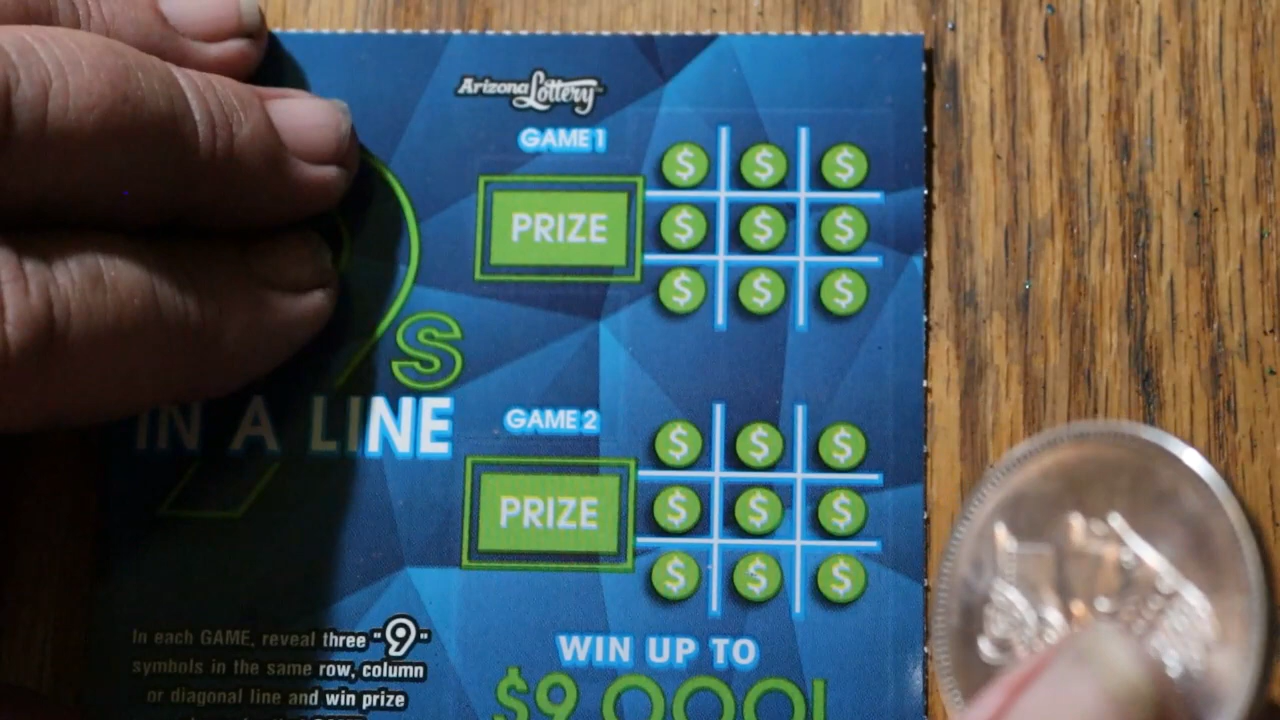 Arizona Lottery
GAME 1
$ $ $
PRIZE
$ $ $
$ $ $
9s
IN A LINE
GAME 2
$ $ $
PRIZE
$ $ $
$ $ $
In each GAME, reveal three "9"
symbols in the same row, column
or diagonal line and win prize
WIN UP TO
$9,000!